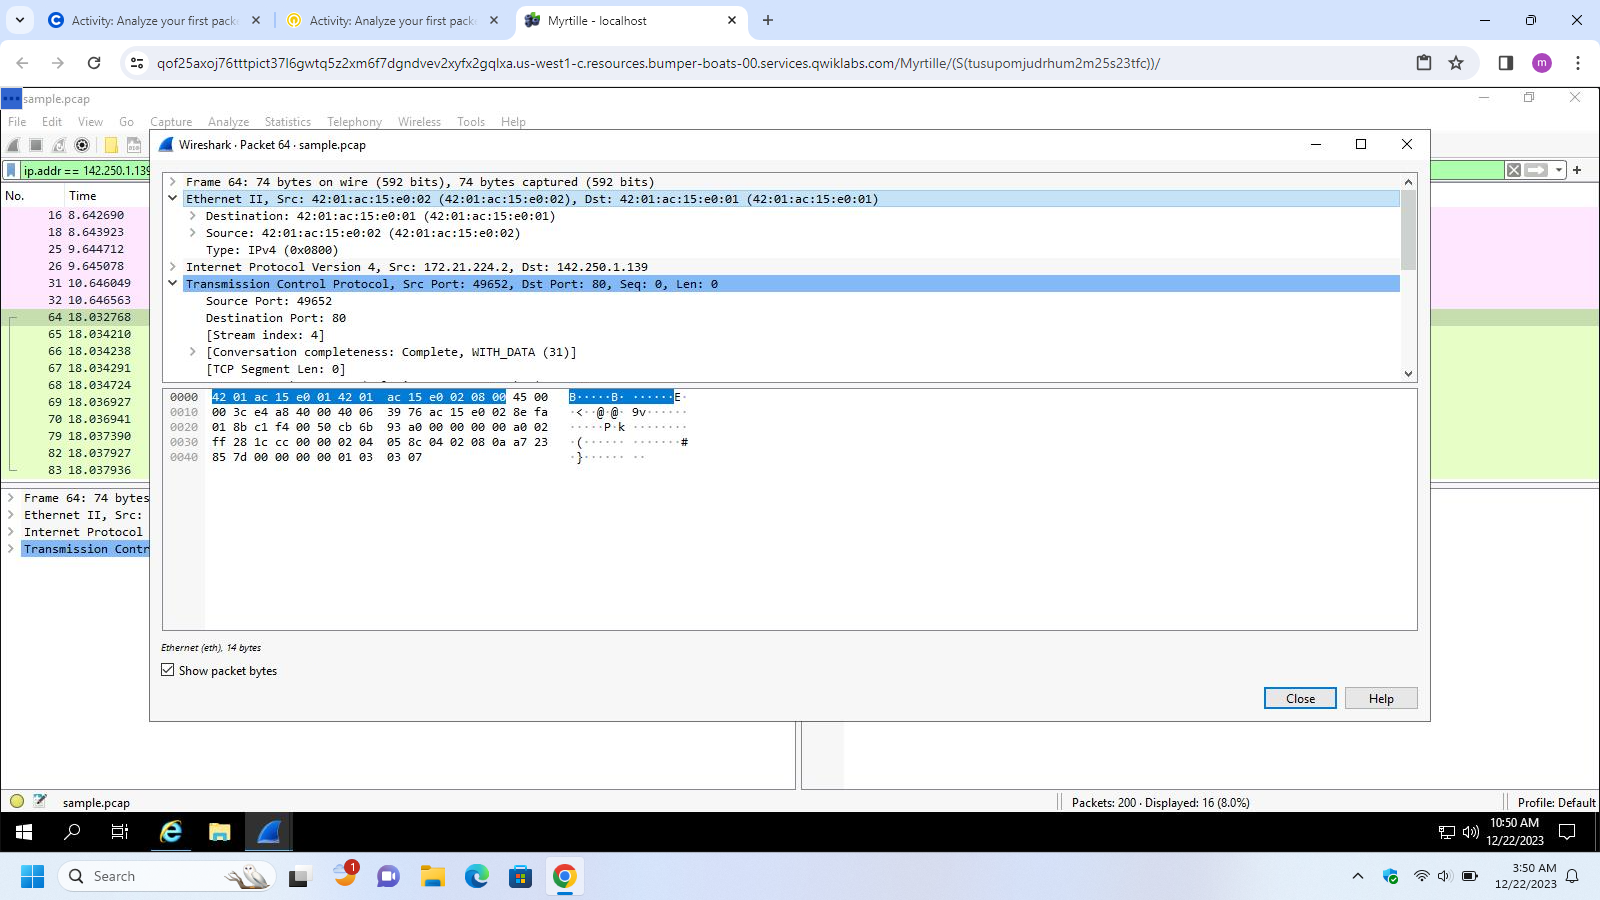 Activity: Analyze your first pack
Activity: Analyze your first pack
Myrtille - localhost
qof25axoj76tttpict37l6gwtq5z2xm6f7dgndvev2xyfx2gqlxa.us-west1-c.resources.bumper-boats-00.services.qwiklabs.com/Myrtille/(S(tusupomjudrhum2m25s23tfc))/
m
sample.pcap
File Edit View Go Capture Analyze Statistics Telephony Wireless Tools Help
Wireshark · Packet 64 · sample.pcap
ip.addr == 142.250.1.139
No. Time
16 8.642690
18 8.643923
25 9.644712
26 9.645078
31 10.646049
32 10.646563
64 18.032768
65 18.034210
66 18.034238
67 18.034291
68 18.034724
69 18.036927
70 18.036941
79 18.037390
82 18.037927
83 18.037936
Frame 64: 74 bytes
Ethernet II, Src:
Internet Protocol
Transmission Contr
Frame 64: 74 bytes on wire (592 bits), 74 bytes captured (592 bits)
Ethernet II, Src: 42:01:ac:15:e0:02 (42:01:ac:15:e0:02), Dst: 42:01:ac:15:e0:01 (42:01:ac:15:e0:01)
Destination: 42:01:ac:15:e0:01 (42:01:ac:15:e0:01)
Source: 42:01:ac:15:e0:02 (42:01:ac:15:e0:02)
Type: IPv4 (0x0800)
Internet Protocol Version 4, Src: 172.21.224.2, Dst: 142.250.1.139
Transmission Control Protocol, Src Port: 49652, Dst Port: 80, Seq: 0, Len: 0
Source Port: 49652
Destination Port: 80
[Stream index: 4]
[Conversation completeness: Complete, WITH_DATA (31)]
[TCP Segment Len: 0]
0000 42 01 ac 15 e0 01 42 01 ac 15 e0 02 08 00 45 00 B·····B· ······E·
0010 00 3c e4 a8 40 00 40 06 39 76 ac 15 e0 02 8e fa ·<··@·@· 9v······
0020 01 8b c1 f4 00 50 cb 6b 93 a0 00 00 00 00 a0 02 ·····P·k ········
0030 ff 28 1c cc 00 00 02 04 05 8c 04 02 08 0a a7 23 ·(······ ·······#
0040 85 7d 00 00 00 00 01 03 03 07 ·}······ ··
Ethernet (eth), 14 bytes
Show packet bytes
Close Help
sample.pcap
Packets: 200 · Displayed: 16 (8.0%)
Profile: Default
10:50 AM
12/22/2023
Search
1
3:50 AM
12/22/2023